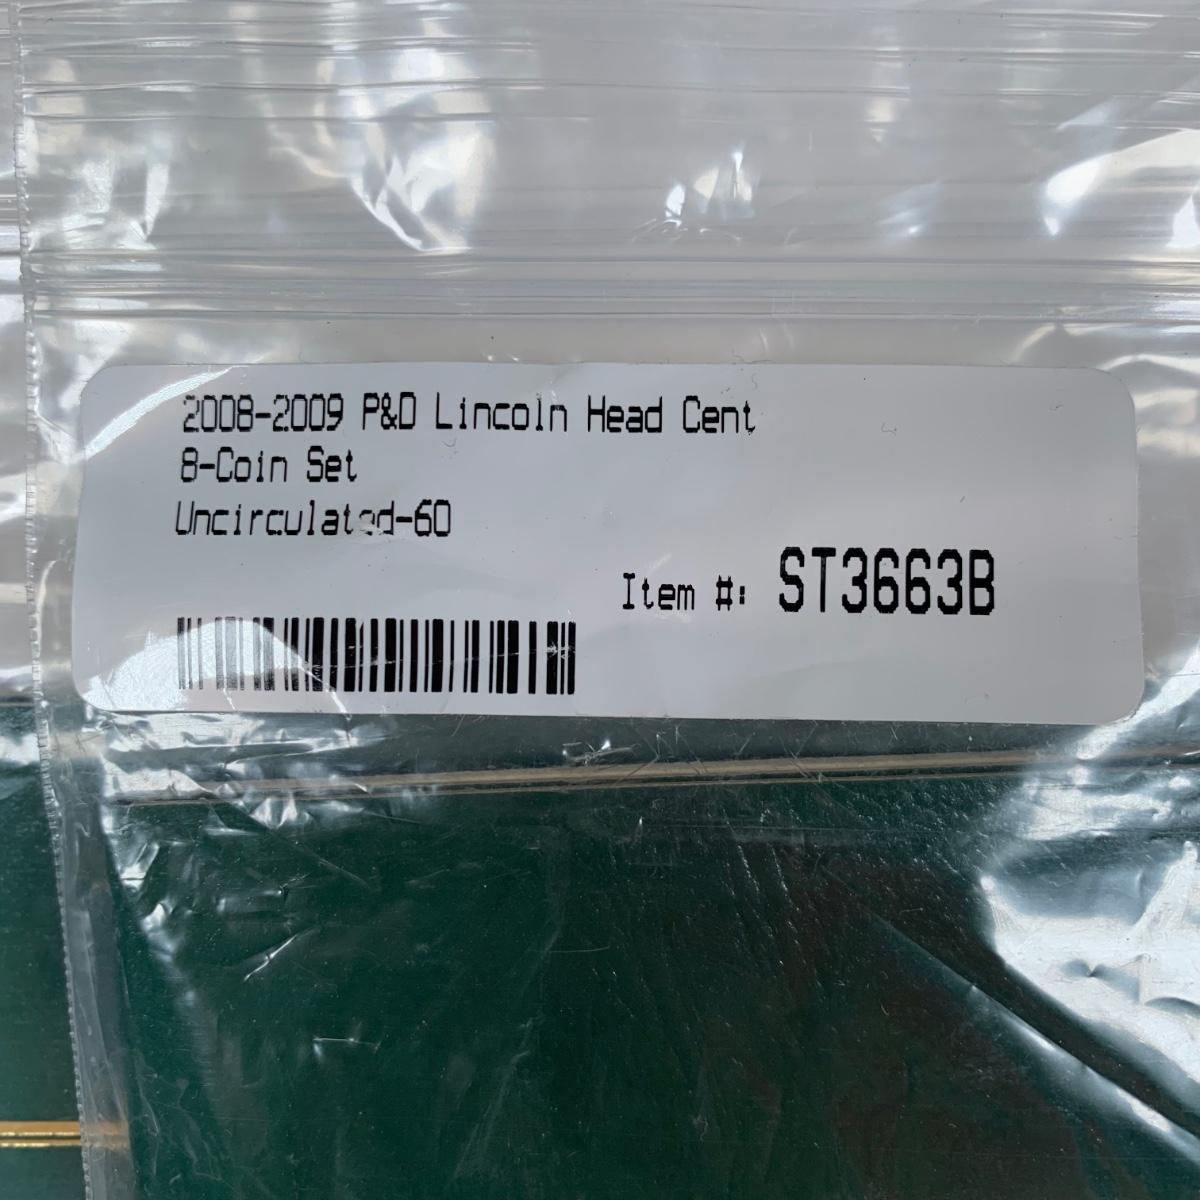 2008-2009 P&D Lincoln Head Cent
8-Coin Set
Uncirculated-60
Item #: ST3663B